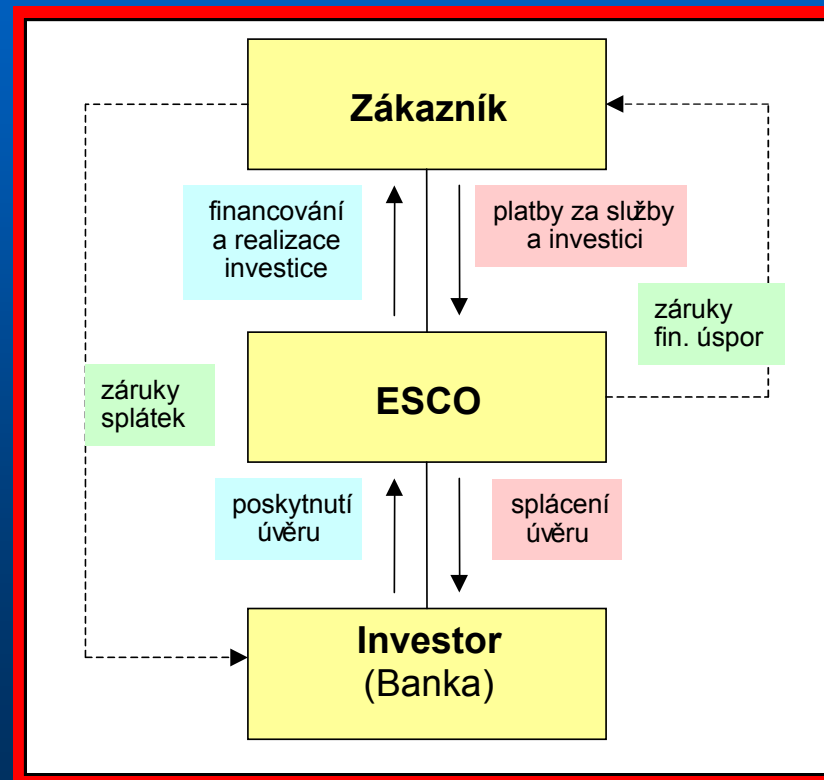 Zákazník
financování
a realizace
investice
platby za služby
a investici
záruky
fin. úspor
ESCO
záruky
splátek
poskytnutí
úvěru
splácení
úvěru
Investor
(Banka)